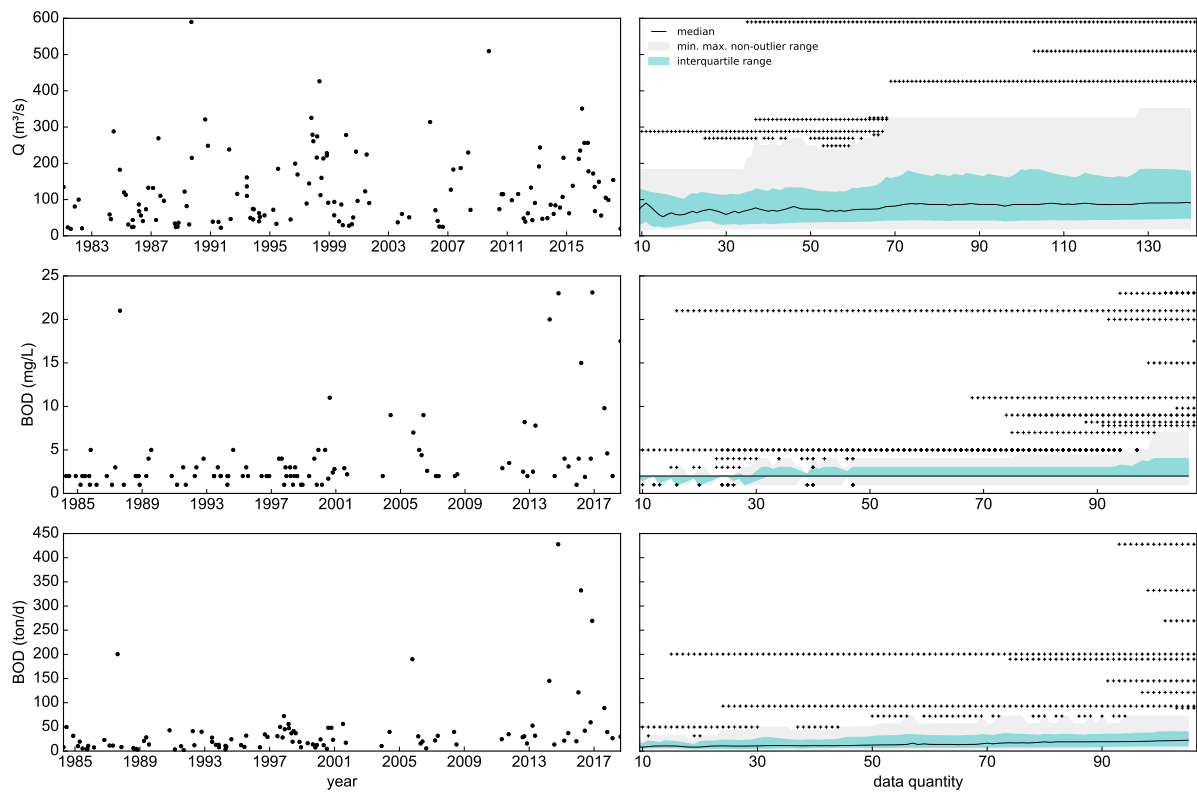 600
500
400
300
200
100
0
Q (m³/s)
1983 1987 1991 1995 1999 2003 2007 2011 2015
median
min. max. non-outlier range
interquartile range
10 30 50 70 90 110 130
25
20
15
10
5
0
BOD (mg/L)
1985 1989 1993 1997 2001 2005 2009 2013 2017
10 30 50 70 90
450
400
350
300
250
200
150
100
50
0
BOD (ton/d)
1985 1989 1993 1997 2001 2005 2009 2013 2017
year
10 30 50 70 90
data quantity